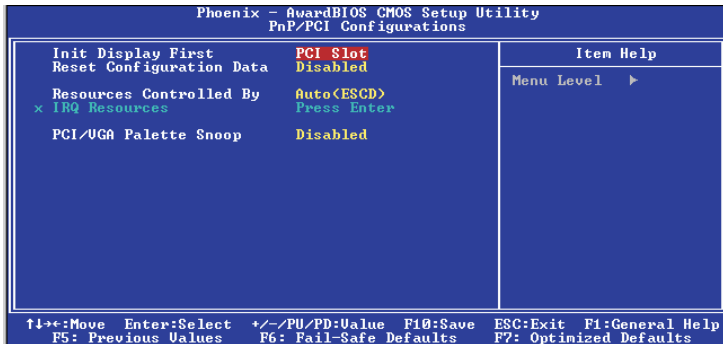 Phoenix - AwardBIOS CMOS Setup Utility
PnP/PCI Configurations
Init Display First PCI Slot
Reset Configuration Data Disabled
Resources Controlled By Auto(ESCD)
x IRQ Resources Press Enter
PCI/VGA Palette Snoop Disabled
Item Help
Menu Level ▶
↑↓→←:Move Enter:Select +/-/PU/PD:Value F10:Save ESC:Exit F1:General Help
F5: Previous Values F6: Fail-Safe Defaults F7: Optimized Defaults